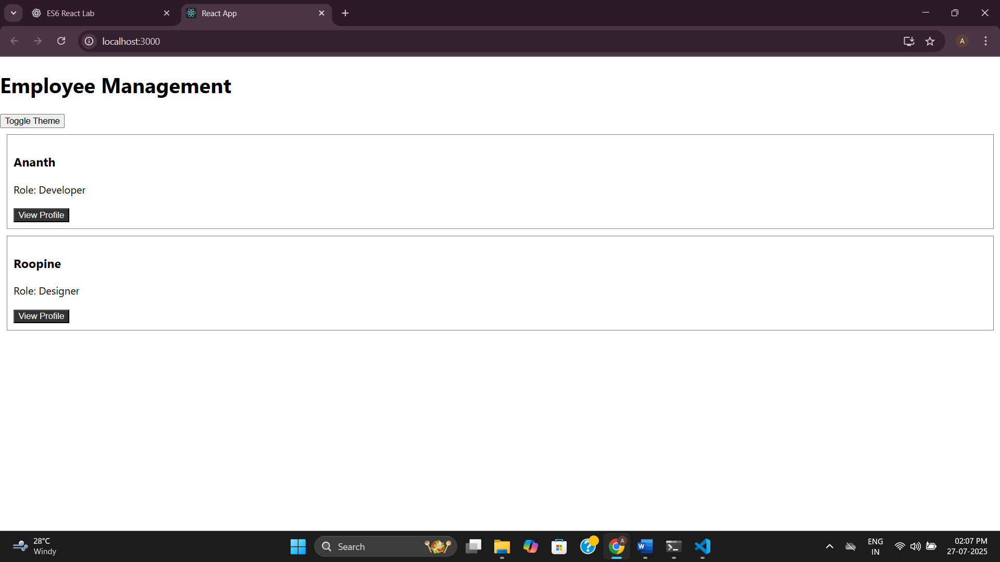 ES6 React Lab
React App
localhost:3000
A
Employee Management
Toggle Theme
Ananth
Role: Developer
View Profile
Roopine
Role: Designer
View Profile
28°C
Windy
Search
A
W
ENG
IN
02:07 PM
27-07-2025